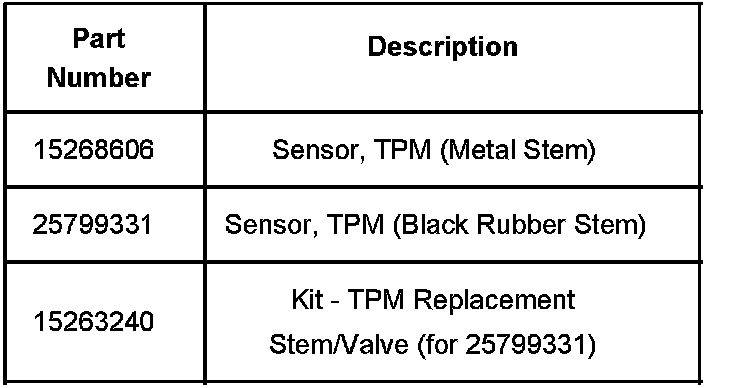 Part
Number
Description
15268606
Sensor, TPM (Metal Stem)
25799331
Sensor, TPM (Black Rubber Stem)
15263240
Kit - TPM Replacement
Stem/Valve (for 25799331)